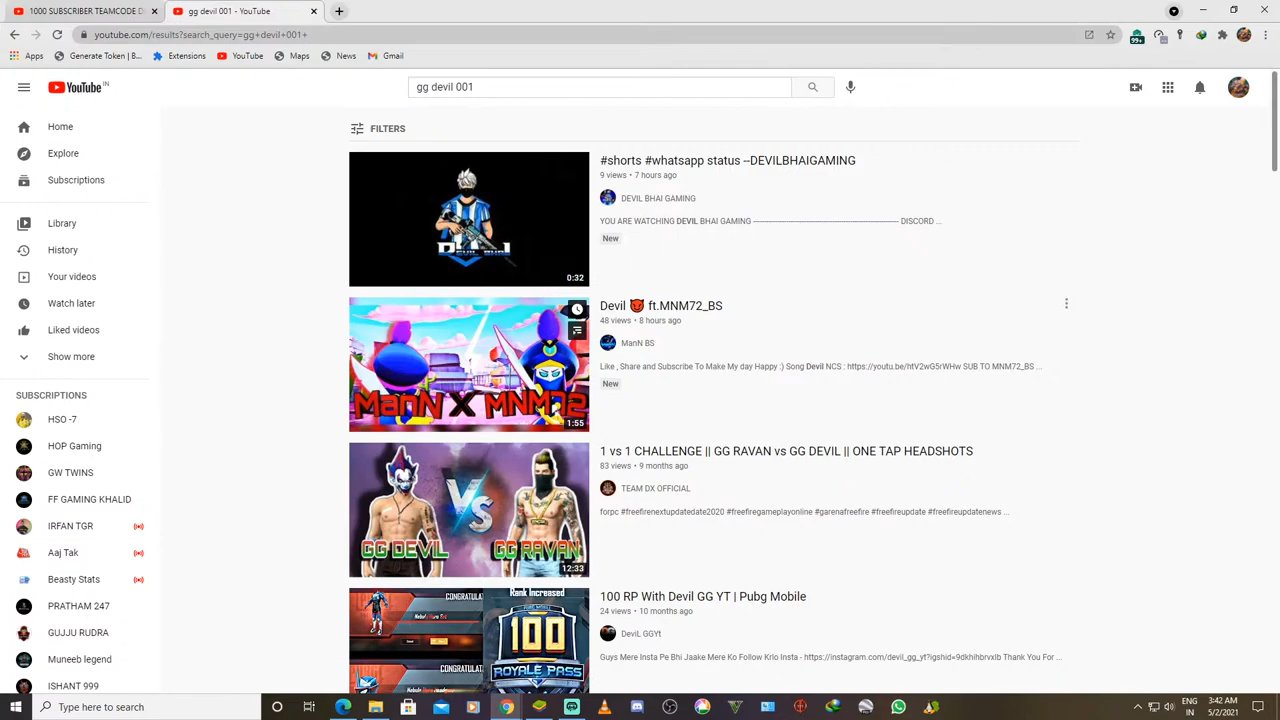 1000 SUBSCRIBER TEAMCODE D
gg devil 001 - YouTube
youtube.com/results?search_query=gg+devil+001+
Apps
Generate Token | B...
Extensions
YouTube
Maps
News
Gmail
99+
YouTube IN
gg devil 001
Home
Explore
Subscriptions
Library
History
Your videos
Watch later
Liked videos
Show more
SUBSCRIPTIONS
HSO -7
HOP Gaming
GW TWINS
FF GAMING KHALID
IRFAN TGR
Aaj Tak
Beasty Stats
PRATHAM 247
GUJJU RUDRA
Muneeb legend
ISHANT 999
FILTERS
DEVIL BHAI
0:32
#shorts #whatsapp status --DEVILBHAIGAMING
9 views • 7 hours ago
DEVIL BHAI GAMING
YOU ARE WATCHING DEVIL BHAI GAMING ---------------------------------------------------------- DISCORD ...
New
ManN X MNM72
1:55
Devil 😈 ft.MNM72_BS
48 views • 8 hours ago
ManN BS
Like , Share and Subscribe To Make My day Happy :) Song Devil NCS : https://youtu.be/htV2wG5rWHw SUB TO MNM72_BS ...
New
VS
GG DEVIL
GG RAVAN
12:33
1 vs 1 CHALLENGE || GG RAVAN vs GG DEVIL || ONE TAP HEADSHOTS
83 views • 9 months ago
TEAM DX OFFICIAL
forpc #freefirenextupdatedate2020 #freefiregameplayonline #garenafreefire #freefireupdate #freefireupdatenews ...
CONGRATUL
Rank Increased
100
ROYALE PASS
CONGRATUL
100 RP With Devil GG YT | Pubg Mobile
24 views • 10 months ago
DeviL GGYt
Guys Mere Insta Pe Bhi Jaake Mere Ko Follow Krlo Insta - https://instagram.com/devil_gg_yt?igshid=9dkhihbrvxlb Thank You For ...
Type here to search
ENG
IN
3:42 AM
5/2/2021